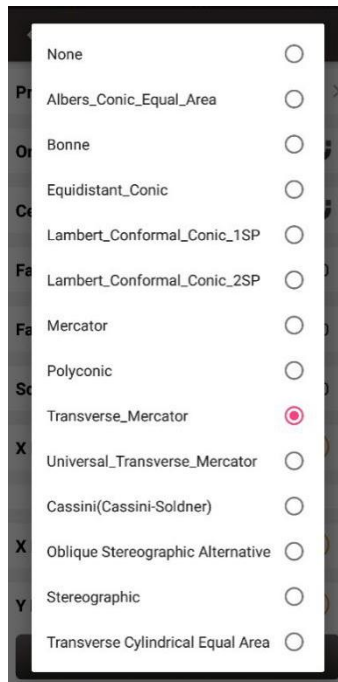 None
Albers_Conic_Equal_Area
Bonne
Equidistant_Conic
Lambert_Conformal_Conic_1SP
Lambert_Conformal_Conic_2SP
Mercator
Polyconic
Transverse_Mercator
Universal_Transverse_Mercator
Cassini(Cassini-Soldner)
Oblique Stereographic Alternative
Stereographic
Transverse Cylindrical Equal Area